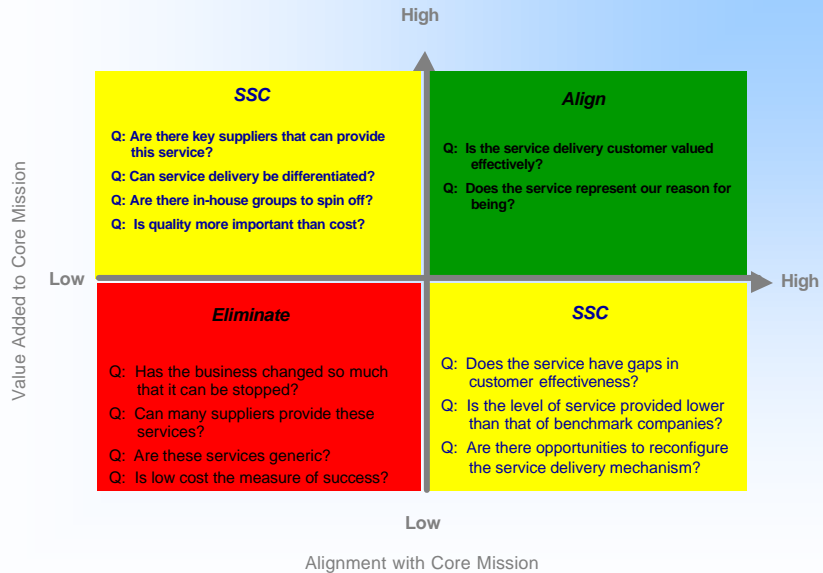 High
SSC
Q: Are there key suppliers that can provide
this service?
Q: Can service delivery be differentiated?
Q: Are there in-house groups to spin off?
Q: Is quality more important than cost?
Align
Q: Is the service delivery customer valued
effectively?
Q: Does the service represent our reason for
being?
Value Added to Core Mission
Low
High
Eliminate
Q: Has the business changed so much
that it can be stopped?
Q: Can many suppliers provide these
services?
Q: Are these services generic?
Q: Is low cost the measure of success?
SSC
Q: Does the service have gaps in
customer effectiveness?
Q: Is the level of service provided lower
than that of benchmark companies?
Q: Are there opportunities to reconfigure
the service delivery mechanism?
Low
Alignment with Core Mission